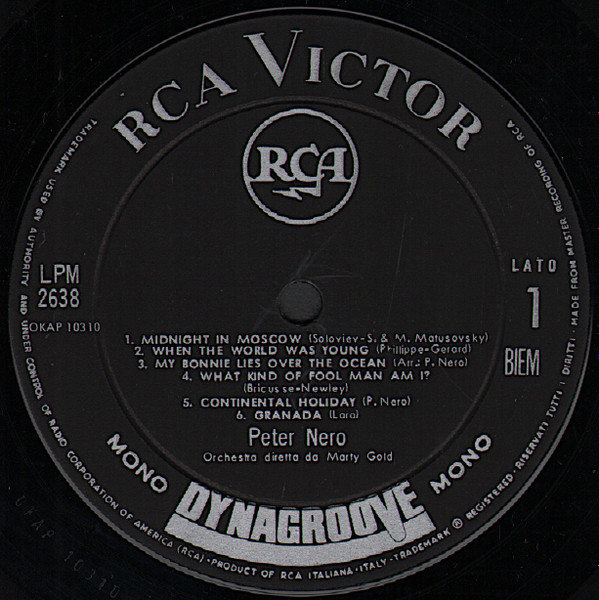 RCA VICTOR
RCA
LPM
2638
OKAP 10310
LATO
1
BIEM
1. MIDNIGHT IN MOSCOW (Soloviev-S. & M. Matusovsky)
2. WHEN THE WORLD WAS YOUNG (Philippe-Gerard)
3. MY BONNIE LIES OVER THE OCEAN (Arr.: P. Nero)
4. WHAT KIND OF FOOL MAN AM I?
(Bricusse-Newley)
5. CONTINENTAL HOLIDAY (P. Nero)
6. GRANADA (Lara)
Peter Nero
Orchestra diretta da Marty Gold
MONO DYNAGROOVE MONO
TRADEMARK USED BY AUTHORITY AND UNDER CONTROL OF RADIO CORPORATION OF AMERICA (RCA) • PRODUCT OF RCA ITALIANA • ITALY • TRADEMARK ® REGISTERED. RISERVATI TUTTI I DIRITTI. MADE FROM MASTER RECORDING OF RCA
OKAP 10310